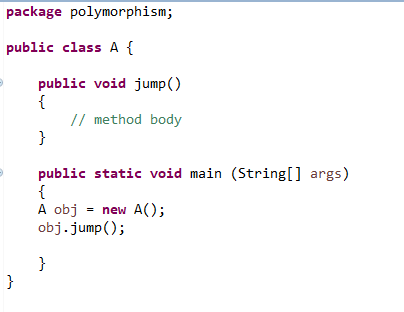 package polymorphism;
public class A {
public void jump()
{
// method body
}
public static void main (String[] args)
{
A obj = new A();
obj.jump();
}
}